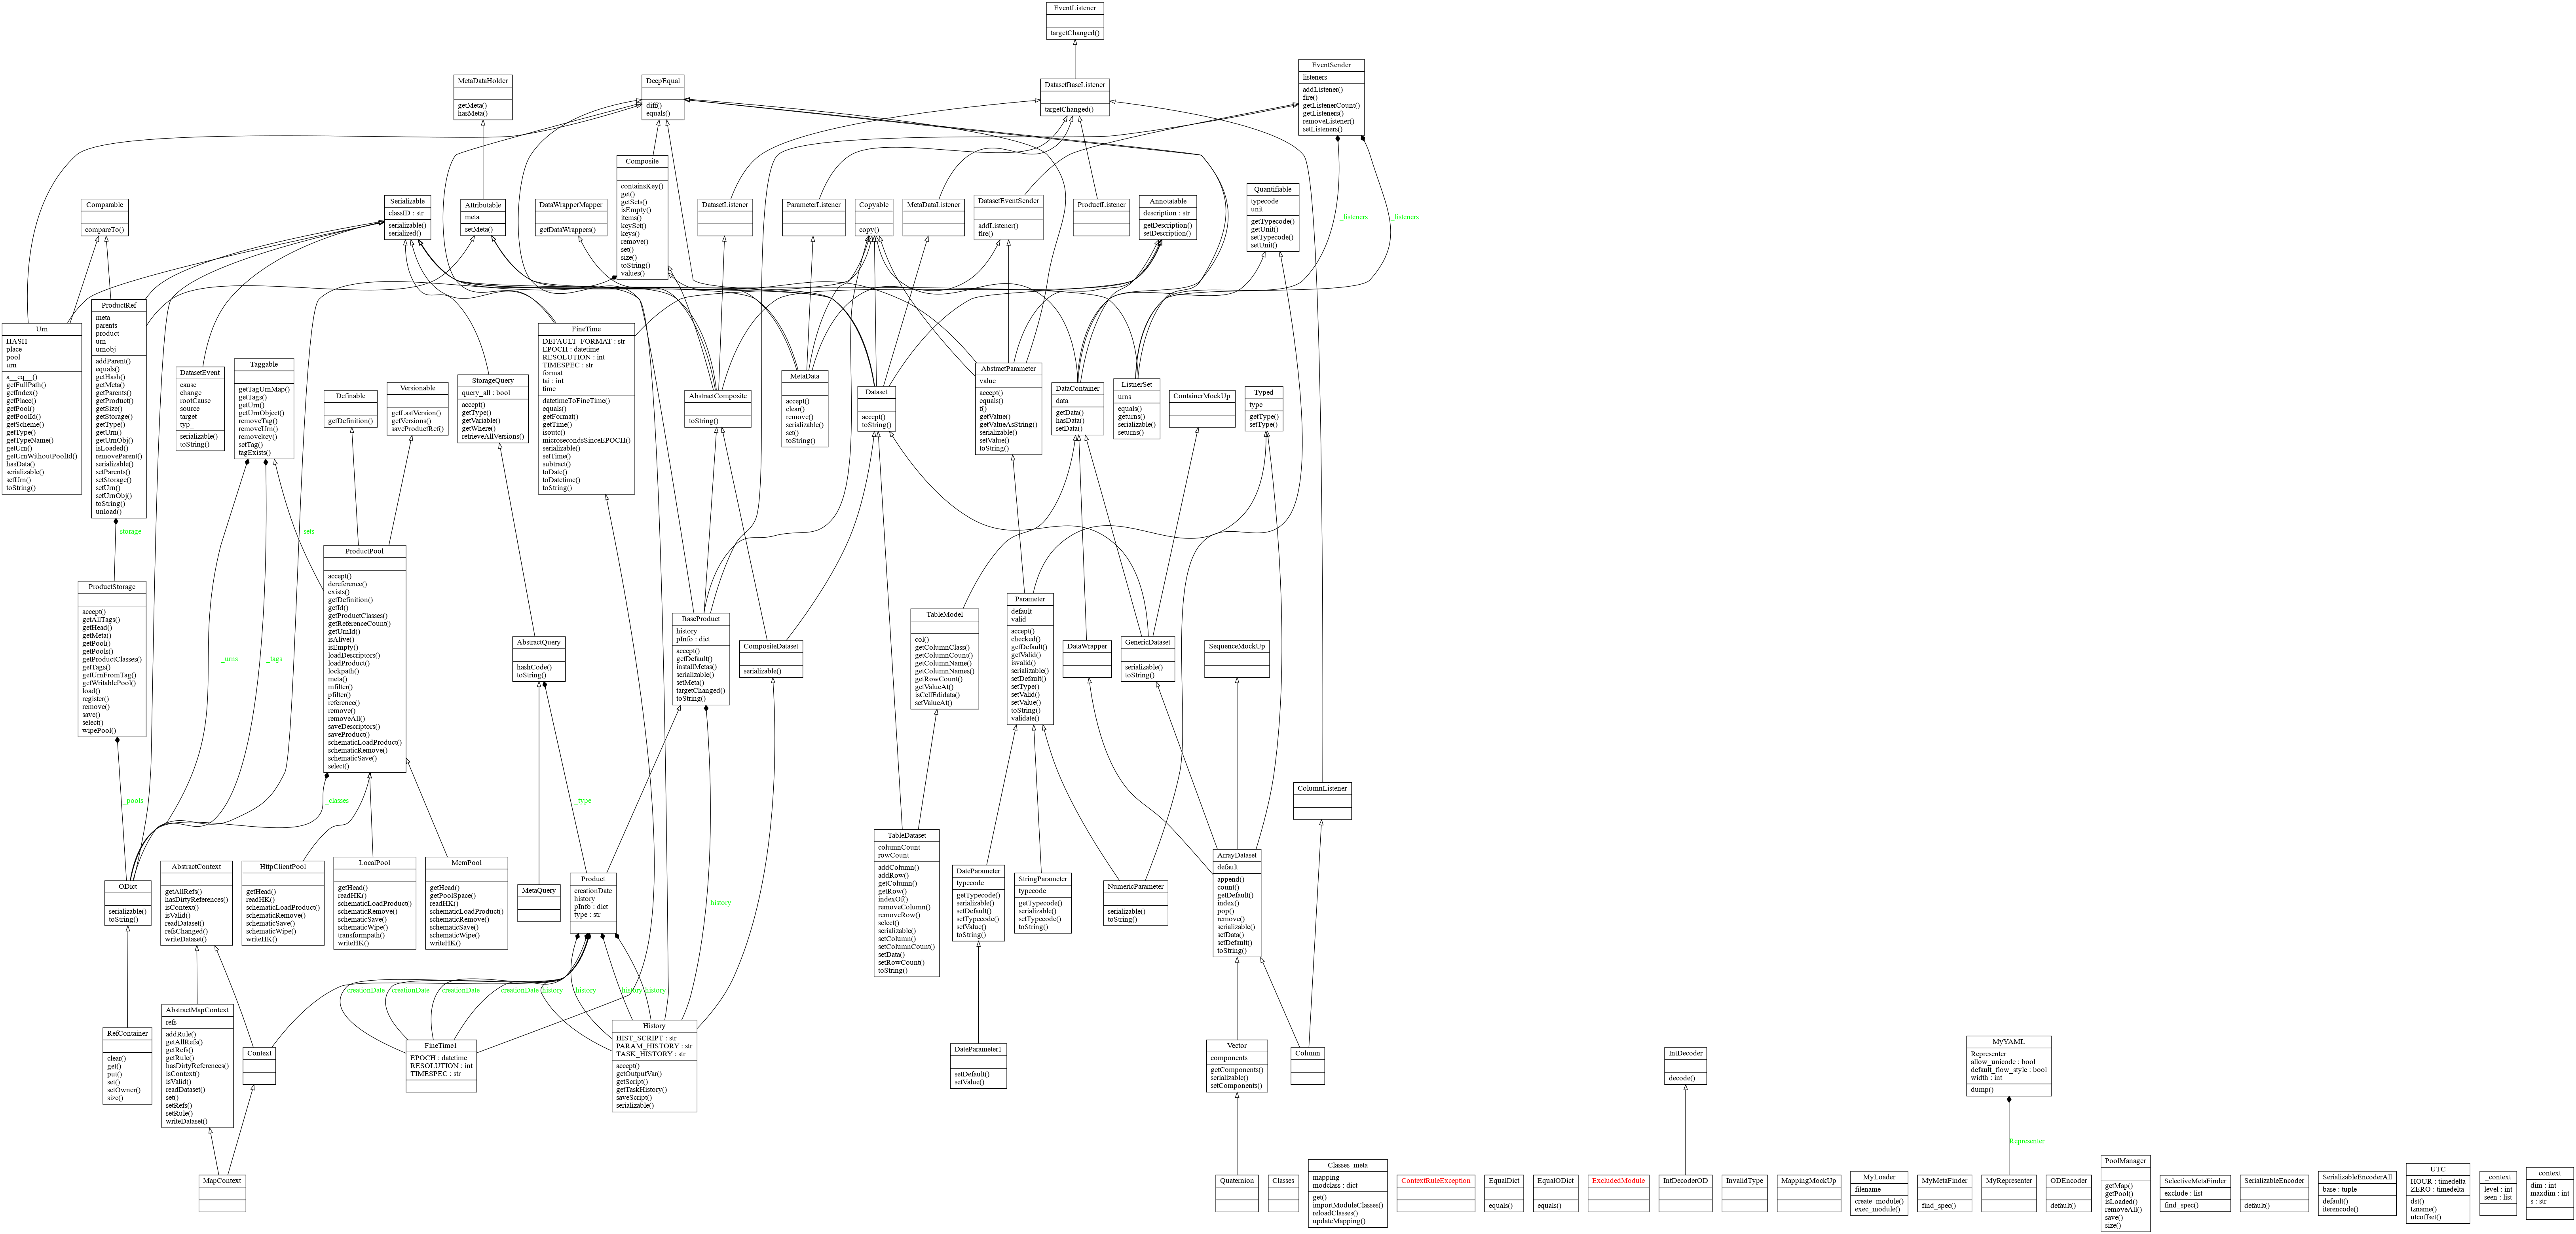 EventListener
targetChanged()
MetaDataHolder
getMeta()
hasMeta()
DeepEqual
diff()
equals()
DatasetBaseListener
targetChanged()
EventSender
listeners
addListener()
fire()
getListenerCount()
getListeners()
removeListener()
setListeners()
Comparable
compareTo()
Serializable
classID : str
serializable()
serialized()
Attributable
meta
setMeta()
DataWrapperMapper
getDataWrappers()
Composite
containsKey()
get()
getSets()
isEmpty()
items()
keySet()
keys()
remove()
set()
size()
toString()
values()
DatasetListener
ParameterListener
Copyable
copy()
MetaDataListener
DatasetEventSender
addListener()
fire()
ProductListener
Annotatable
description : str
getDescription()
setDescription()
Quantifiable
typecode
unit
getTypecode()
getUnit()
setTypecode()
setUnit()
_listeners
_listeners
Urn
HASH
place
pool
urn
a__eq__()
getFullPath()
getIndex()
getPlace()
getPool()
getPoolId()
getScheme()
getType()
getTypeName()
getUrn()
getUrnWithoutPoolId()
hasData()
serializable()
setUrn()
toString()
ProductRef
meta
parents
product
urn
urnobj
addParent()
equals()
getHash()
getMeta()
getParents()
getProduct()
getSize()
getStorage()
getType()
getUrn()
getUrnObj()
isLoaded()
removeParent()
serializable()
setParents()
setStorage()
setUrn()
setUrnObj()
toString()
unload()
DatasetEvent
cause
change
rootCause
source
target
typ_
serializable()
toString()
Taggable
getTagUrnMap()
getTags()
getUrn()
getUrnObject()
removeTag()
removeUrn()
removekey()
setTag()
tagExists()
Definable
getDefinition()
Versionable
getLastVersion()
getVersions()
saveProductRef()
StorageQuery
query_all : bool
accept()
getType()
getVariable()
getWhere()
retrieveAllVersions()
FineTime
DEFAULT_FORMAT : str
EPOCH : datetime
RESOLUTION : int
TIMESPEC : str
format
tai : int
time
datetimeToFineTime()
equals()
getFormat()
getTime()
isoutc()
microsecondsSinceEPOCH()
serializable()
setTime()
subtract()
toDate()
toDatetime()
toString()
AbstractComposite
toString()
MetaData
accept()
clear()
remove()
serializable()
set()
toString()
Dataset
accept()
toString()
AbstractParameter
value
accept()
equals()
f()
getValue()
getValueAsString()
serializable()
setValue()
toString()
DataContainer
data
getData()
hasData()
setData()
ListnerSet
urns
equals()
geturns()
serializable()
seturns()
ContainerMockUp
Typed
type
getType()
setType()
_storage
_sets
ProductStorage
accept()
getAllTags()
getHead()
getMeta()
getPool()
getPools()
getProductClasses()
getTags()
getUrnFromTag()
getWritablePool()
load()
register()
remove()
save()
select()
wipePool()
_urns
_tags
ProductPool
accept()
dereference()
exists()
getDefinition()
getId()
getProductClasses()
getReferenceCount()
getUrnId()
isAlive()
isEmpty()
loadDescriptors()
loadProduct()
lockpath()
meta()
mfilter()
pfilter()
reference()
remove()
removeAll()
saveDescriptors()
saveProduct()
schematicLoadProduct()
schematicRemove()
schematicSave()
select()
AbstractQuery
hashCode()
toString()
BaseProduct
history
pInfo : dict
accept()
getDefault()
installMetas()
serializable()
setMeta()
targetChanged()
toString()
CompositeDataset
serializable()
TableModel
col()
getColumnClass()
getColumnCount()
getColumnName()
getColumnNames()
getRowCount()
getValueAt()
isCellEdidata()
setValueAt()
Parameter
default
valid
accept()
checked()
getDefault()
getValid()
isvalid()
serializable()
setDefault()
setType()
setValid()
setValue()
toString()
validate()
DataWrapper
GenericDataset
serializable()
toString()
SequenceMockUp
ColumnListener
_pools
_classes
_type
history
ODict
serializable()
toString()
AbstractContext
getAllRefs()
hasDirtyReferences()
isContext()
isValid()
readDataset()
refsChanged()
writeDataset()
HttpClientPool
getHead()
readHK()
schematicLoadProduct()
schematicRemove()
schematicSave()
schematicWipe()
writeHK()
LocalPool
getHead()
readHK()
schematicLoadProduct()
schematicRemove()
schematicSave()
schematicWipe()
transformpath()
writeHK()
MemPool
getHead()
getPoolSpace()
readHK()
schematicLoadProduct()
schematicRemove()
schematicSave()
schematicWipe()
writeHK()
MetaQuery
Product
creationDate
history
pInfo : dict
type : str
TableDataset
columnCount
rowCount
addColumn()
addRow()
getColumn()
getRow()
indexOf()
removeColumn()
removeRow()
select()
serializable()
setColumn()
setColumnCount()
setData()
setRowCount()
toString()
DateParameter
typecode
getTypecode()
serializable()
setDefault()
setTypecode()
setValue()
toString()
StringParameter
typecode
getTypecode()
serializable()
setTypecode()
toString()
NumericParameter
serializable()
toString()
ArrayDataset
default
append()
count()
getDefault()
index()
pop()
remove()
serializable()
setData()
setDefault()
toString()
creationDate
creationDate
creationDate
creationDate
history
history
history
history
RefContainer
clear()
get()
put()
set()
setOwner()
size()
AbstractMapContext
refs
addRule()
getAllRefs()
getRefs()
getRule()
hasDirtyReferences()
isContext()
isValid()
readDataset()
set()
setRefs()
setRule()
writeDataset()
Context
FineTime1
EPOCH : datetime
RESOLUTION : int
TIMESPEC : str
History
HIST_SCRIPT : str
PARAM_HISTORY : str
TASK_HISTORY : str
accept()
getOutputVar()
getScript()
getTaskHistory()
saveScript()
serializable()
DateParameter1
setDefault()
setValue()
Vector
components
getComponents()
serializable()
setComponents()
Column
IntDecoder
decode()
MyYAML
Representer
allow_unicode : bool
default_flow_style : bool
width : int
dump()
Representer
MapContext
Quaternion
Classes
Classes_meta
mapping
modclass : dict
get()
importModuleClasses()
reloadClasses()
updateMapping()
ContextRuleException
EqualDict
equals()
EqualODict
equals()
ExcludedModule
IntDecoderOD
InvalidType
MappingMockUp
MyLoader
filename
create_module()
exec_module()
MyMetaFinder
find_spec()
MyRepresenter
ODEncoder
default()
PoolManager
getMap()
getPool()
isLoaded()
removeAll()
save()
size()
SelectiveMetaFinder
exclude : list
find_spec()
SerializableEncoder
default()
SerializableEncoderAll
base : tuple
default()
iterencode()
UTC
HOUR : timedelta
ZERO : timedelta
dst()
tzname()
utcoffset()
_context
level : int
seen : list
context
dim : int
maxdim : int
s : str